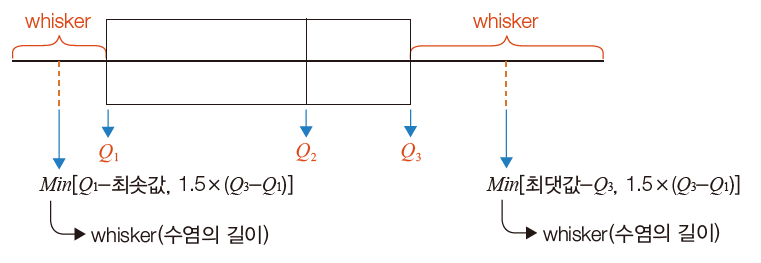 whisker whisker
Q1 Q2 Q3
Min[Q1−최솟값, 1.5×(Q3−Q1)] Min[최댓값−Q3, 1.5×(Q3−Q1)]
whisker(수염의 길이) whisker(수염의 길이)